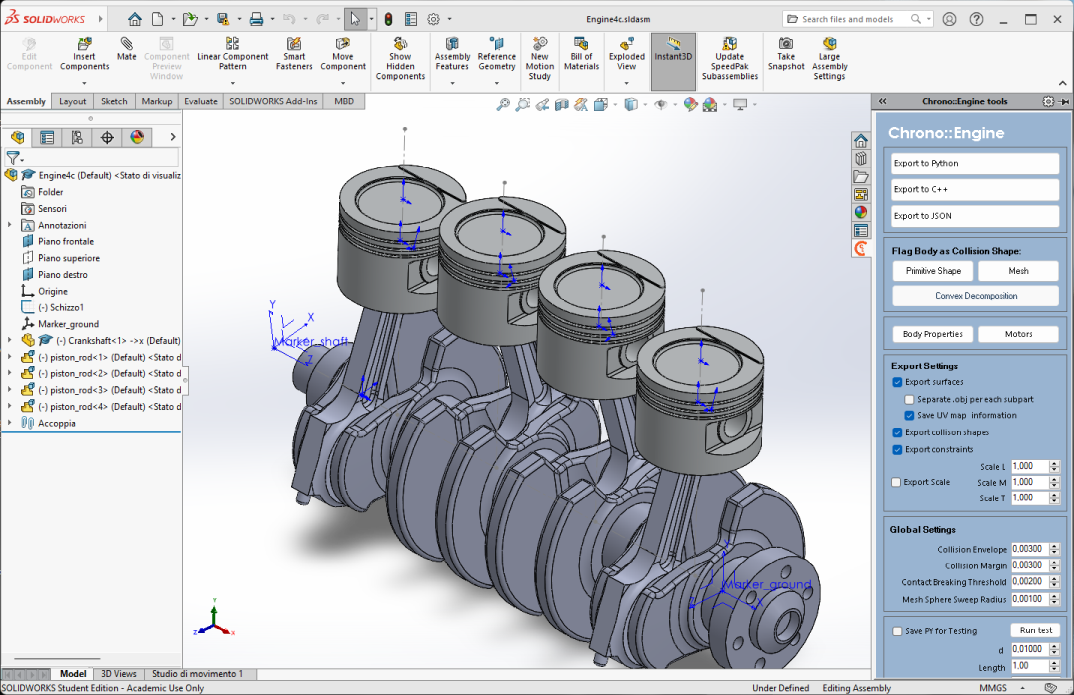 SOLIDWORKS
Engine4c.sldasm
Search files and models
Edit Component
Insert Components
Mate
Component Preview Window
Linear Component Pattern
Smart Fasteners
Move Component
Show Hidden Components
Assembly Features
Reference Geometry
New Motion Study
Bill of Materials
Exploded View
Instant3D
Update SpeedPak Subassemblies
Take Snapshot
Large Assembly Settings
Assembly Layout Sketch Markup Evaluate SOLIDWORKS Add-Ins MBD
Engine4c (Default) <Stato di visualiz
Folder
Sensori
Annotazioni
Piano frontale
Piano superiore
Piano destro
Origine
(-) Schizzo1
Marker_ground
(-) Crankshaft<1> ->x (Default)
(-) piston_rod<1> (Default) <Stato d
(-) piston_rod<2> (Default) <Stato d
(-) piston_rod<3> (Default) <Stato d
(-) piston_rod<4> (Default) <Stato d
Accoppia
Y
X
Marker_shaft
Z
Y
Marker_ground
Z
X
Y
Z
X
Chrono::Engine tools
Chrono::Engine
Export to Python
Export to C++
Export to JSON
Flag Body as Collision Shape:
Primitive Shape Mesh
Convex Decomposition
Body Properties Motors
Export Settings
Export surfaces
Separate .obj per each subpart
Save UV map information
Export collison shapes
Export constraints
Scale L 1,000
Export Scale Scale M 1,000
Scale T 1,000
Global Settings
Collision Envelope 0,00300
Collision Margin 0,00300
Contact Breaking Threshold 0,00200
Mesh Sphere Sweep Radius 0,00100
Save PY for Testing Run test
d 0,01000
Length 1,00
Model 3D Views Studio di movimento 1
SOLIDWORKS Student Edition - Academic Use Only
Under Defined Editing Assembly MMGS